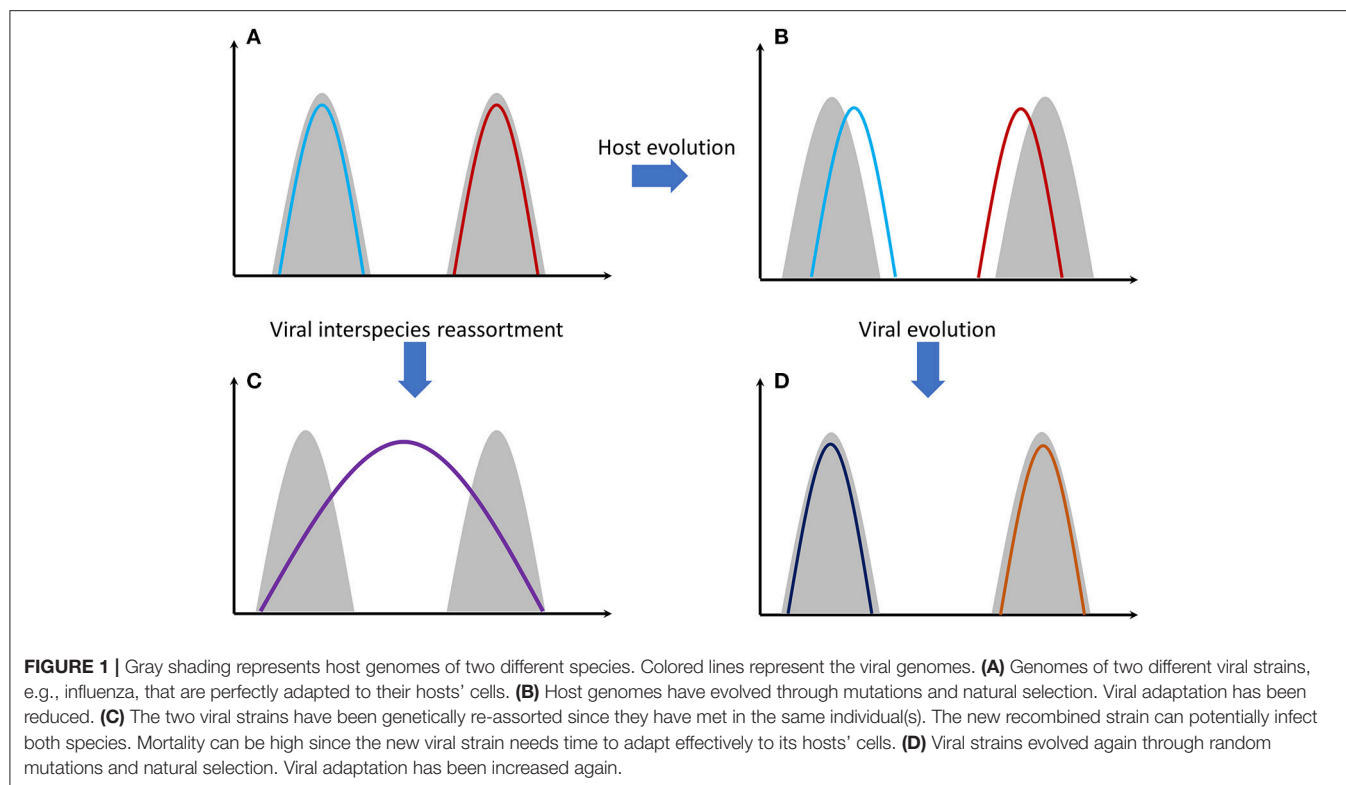 A
B
Host evolution
Viral interspecies reassortment
Viral evolution
C
D
FIGURE 1 | Gray shading represents host genomes of two different species. Colored lines represent the viral genomes. (A) Genomes of two different viral strains,
e.g., influenza, that are perfectly adapted to their hosts' cells. (B) Host genomes have evolved through mutations and natural selection. Viral adaptation has been
reduced. (C) The two viral strains have been genetically re-assorted since they have met in the same individual(s). The new recombined strain can potentially infect
both species. Mortality can be high since the new viral strain needs time to adapt effectively to its hosts' cells. (D) Viral strains evolved again through random
mutations and natural selection. Viral adaptation has been increased again.